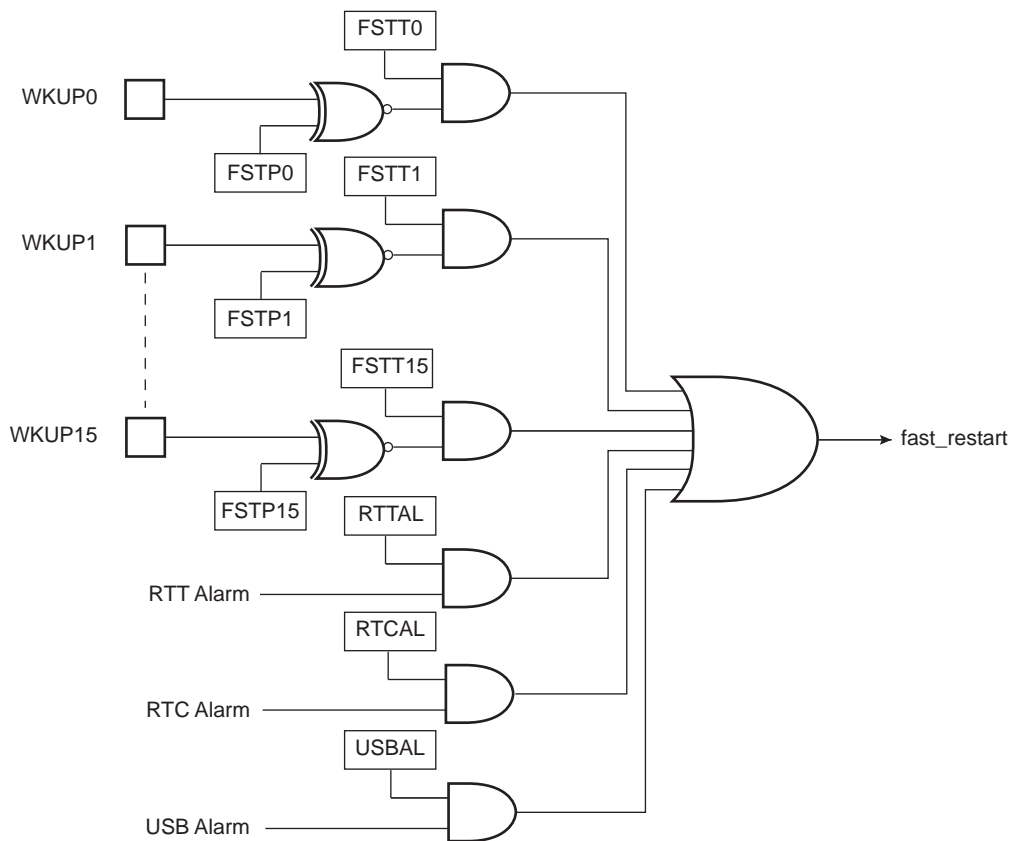 FSTT0
WKUP0
FSTP0
FSTT1
WKUP1
FSTP1
FSTT15
WKUP15
fast_restart
FSTP15
RTTAL
RTT Alarm
RTCAL
RTC Alarm
USBAL
USB Alarm